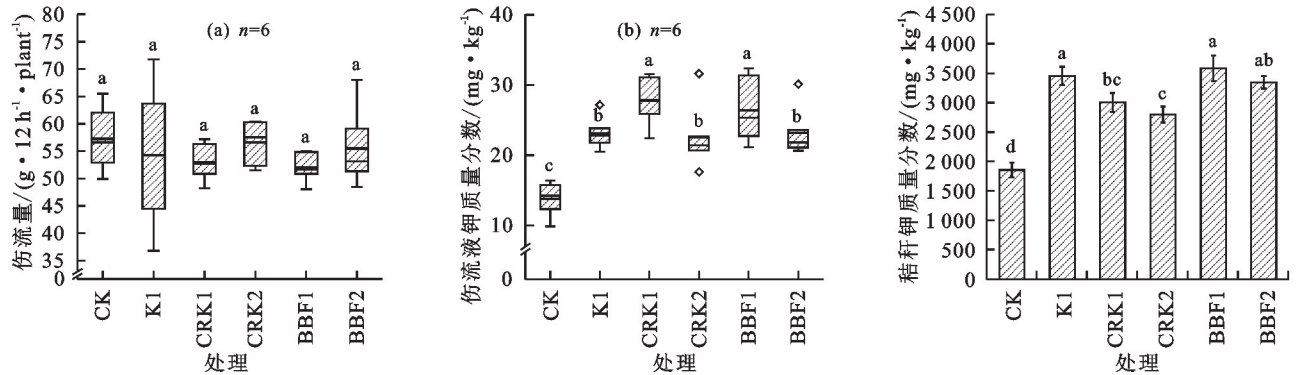 伤流量/(g·12 h⁻¹·plant⁻¹)
80
75
70
65
60
55
50
45
40
35
0
(a) n=6
a
a
a
a
a
a
CK
K1
CRK1
CRK2
BBF1
BBF2
处理
伤流液钾质量分数/(mg·kg⁻¹)
40
30
20
10
0
(b) n=6
c
b
a
b
a
b
CK
K1
CRK1
CRK2
BBF1
BBF2
处理
秸秆钾质量分数/(mg·kg⁻¹)
4 500
4 000
3 500
3 000
2 500
2 000
1 500
1 000
500
0
d
a
bc
c
a
ab
CK
K1
CRK1
CRK2
BBF1
BBF2
处理